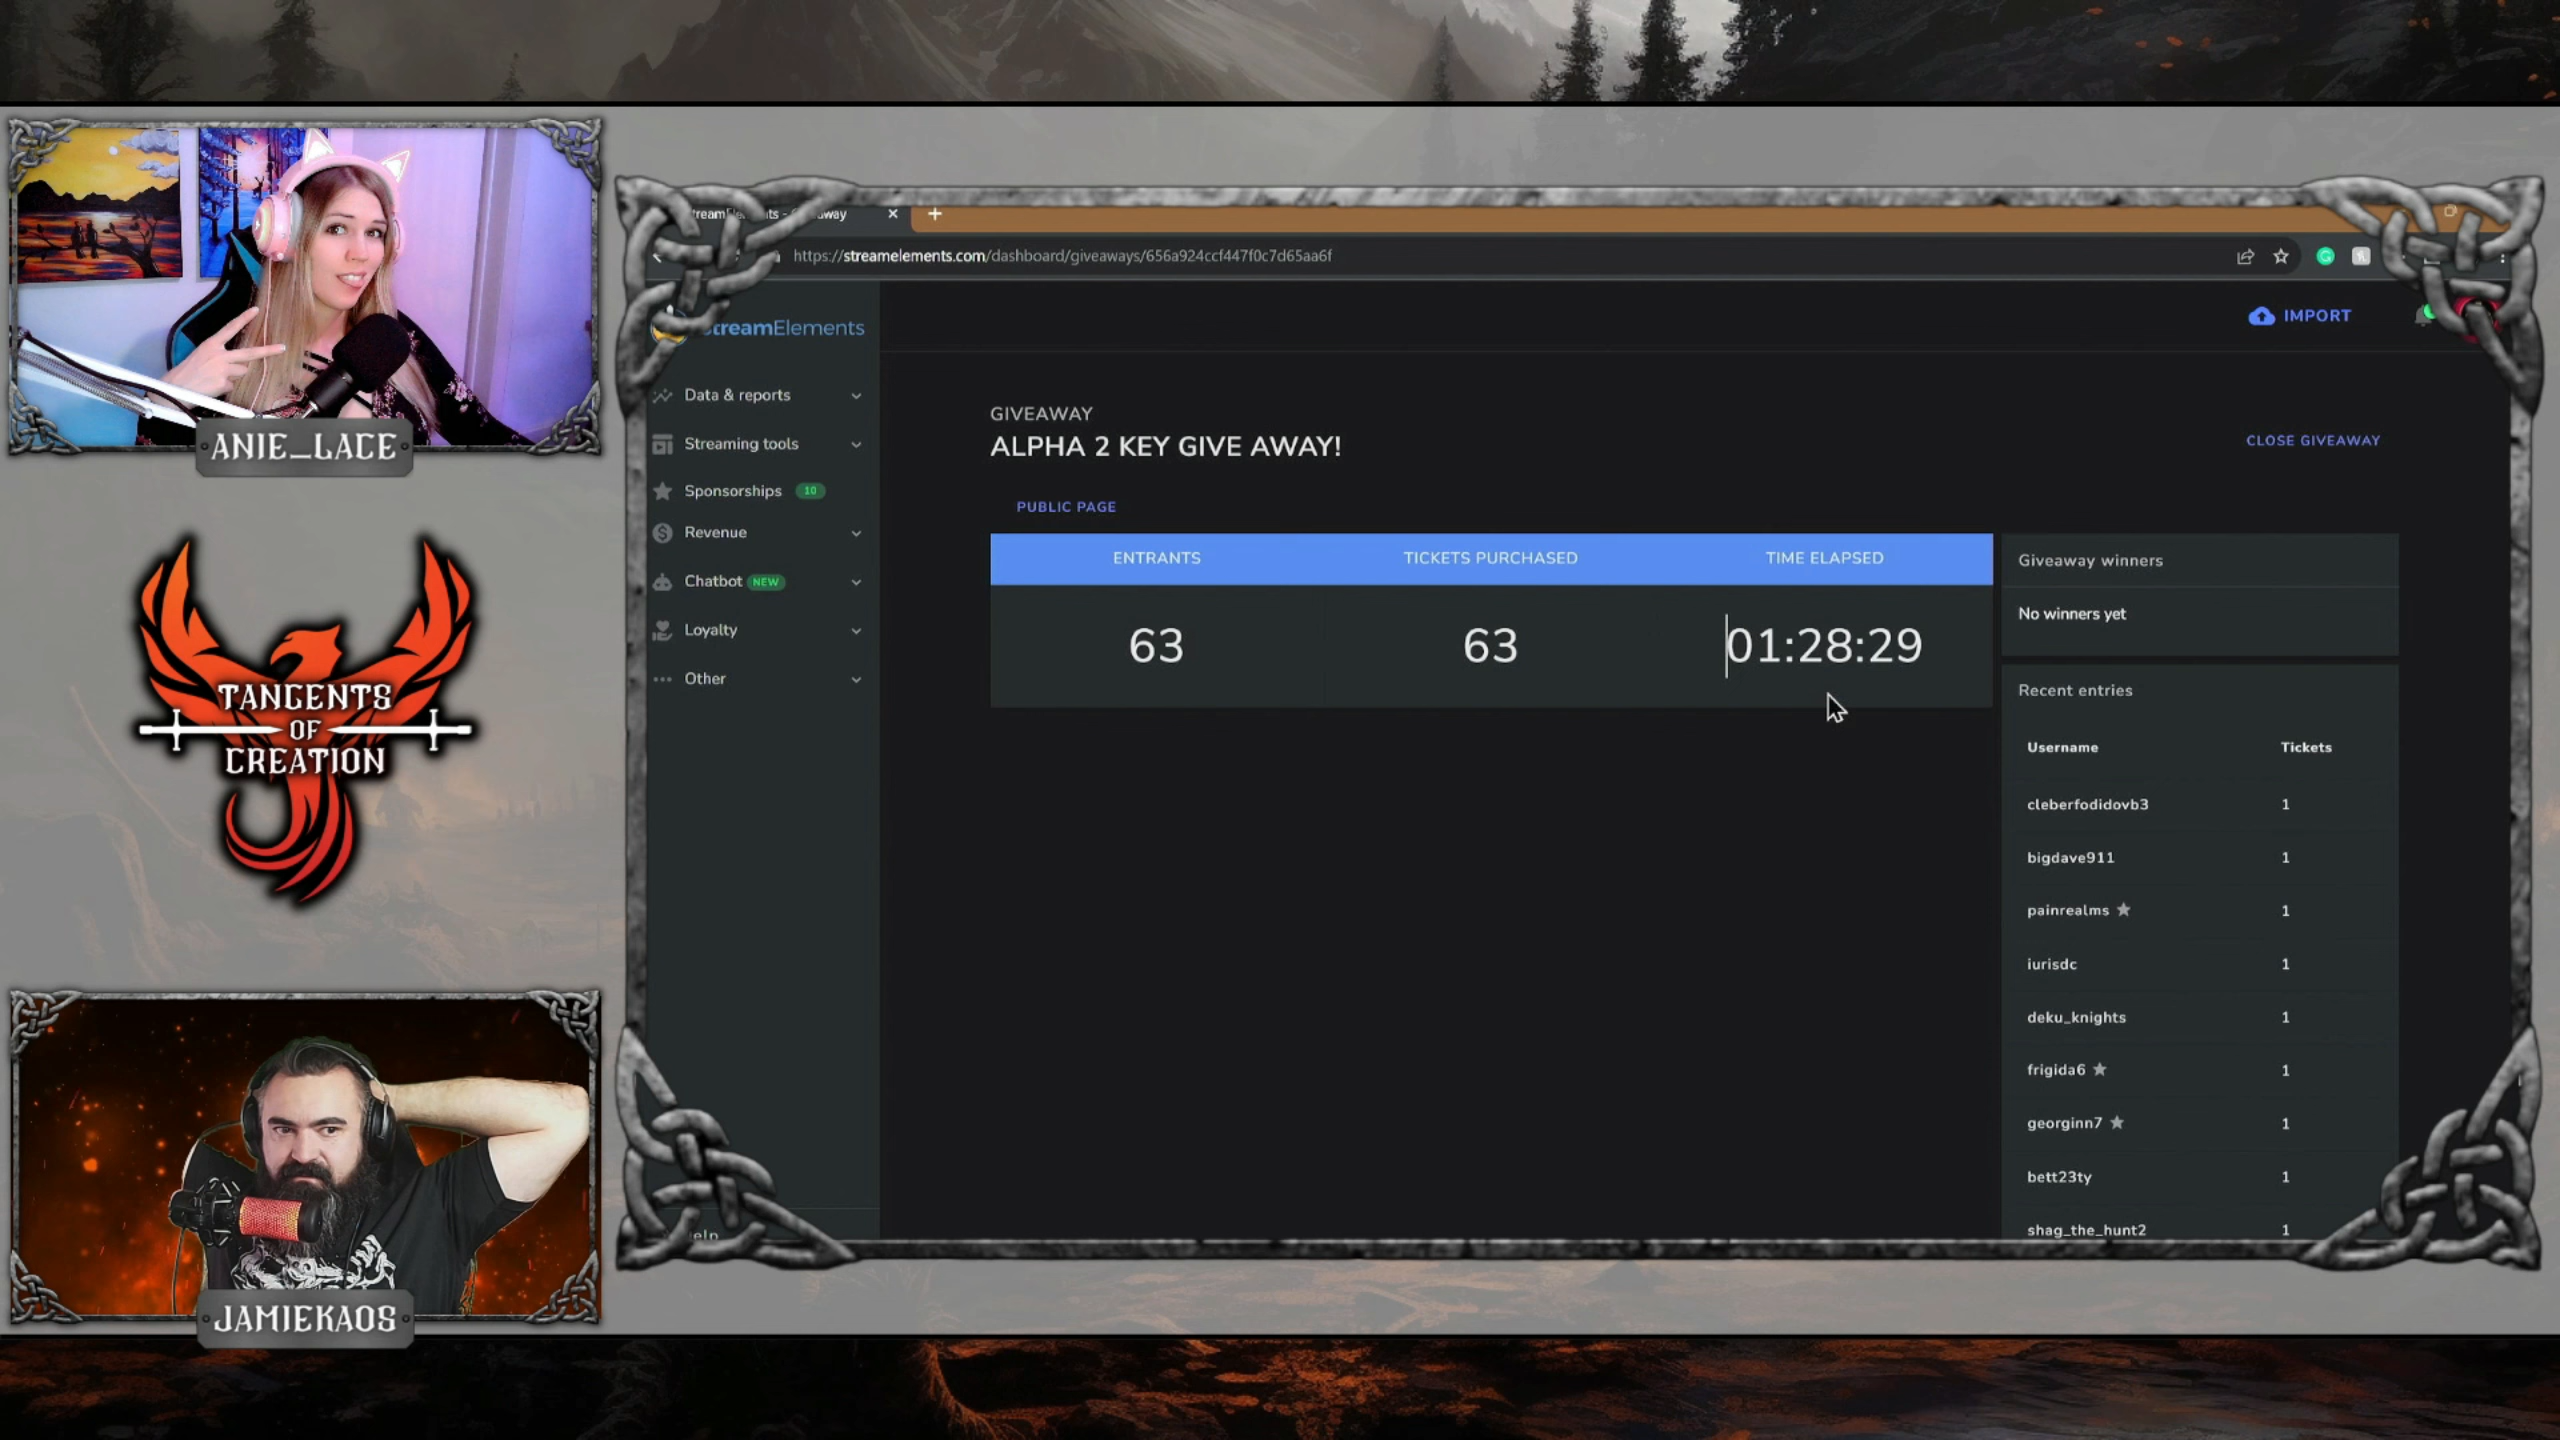 ANIE_LACE
TANGENTS
OF
CREATION
JAMIEKAOS
https://streamelements.com/dashboard/giveaways/656a924ccf447f0c7d65aa6f
StreamElements
IMPORT
Data & reports
Streaming tools
Sponsorships 10
Revenue
Chatbot NEW
Loyalty
Other
GIVEAWAY
ALPHA 2 KEY GIVE AWAY!
CLOSE GIVEAWAY
PUBLIC PAGE
ENTRANTS TICKETS PURCHASED TIME ELAPSED
63 63 01:28:29
Giveaway winners
No winners yet
Recent entries
Username Tickets
cleberfodidovb3 1
bigdave911 1
painrealms 1
iurisdc 1
deku_knights 1
frigida6 1
georginn7 1
bett23ty 1
shag_the_hunt2 1